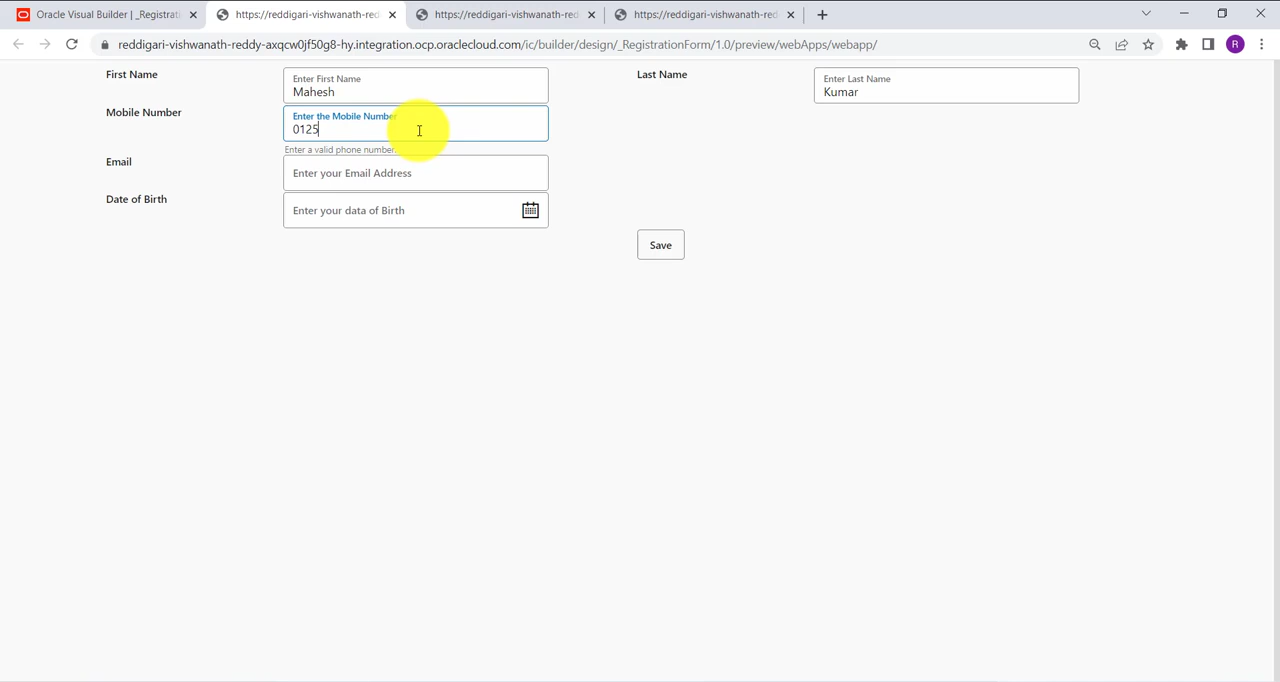 Oracle Visual Builder | _Registrati
https://reddigari-vishwanath-red
https://reddigari-vishwanath-red
https://reddigari-vishwanath-red
reddigari-vishwanath-reddy-axqcw0jf50g8-hy.integration.ocp.oraclecloud.com/ic/builder/design/_RegistrationForm/1.0/preview/webApps/webapp/
R
First Name
Enter First Name
Mahesh
Last Name
Enter Last Name
Kumar
Mobile Number
Enter the Mobile Number
0125
Enter a valid phone number.
Email
Enter your Email Address
Date of Birth
Enter your data of Birth
Save